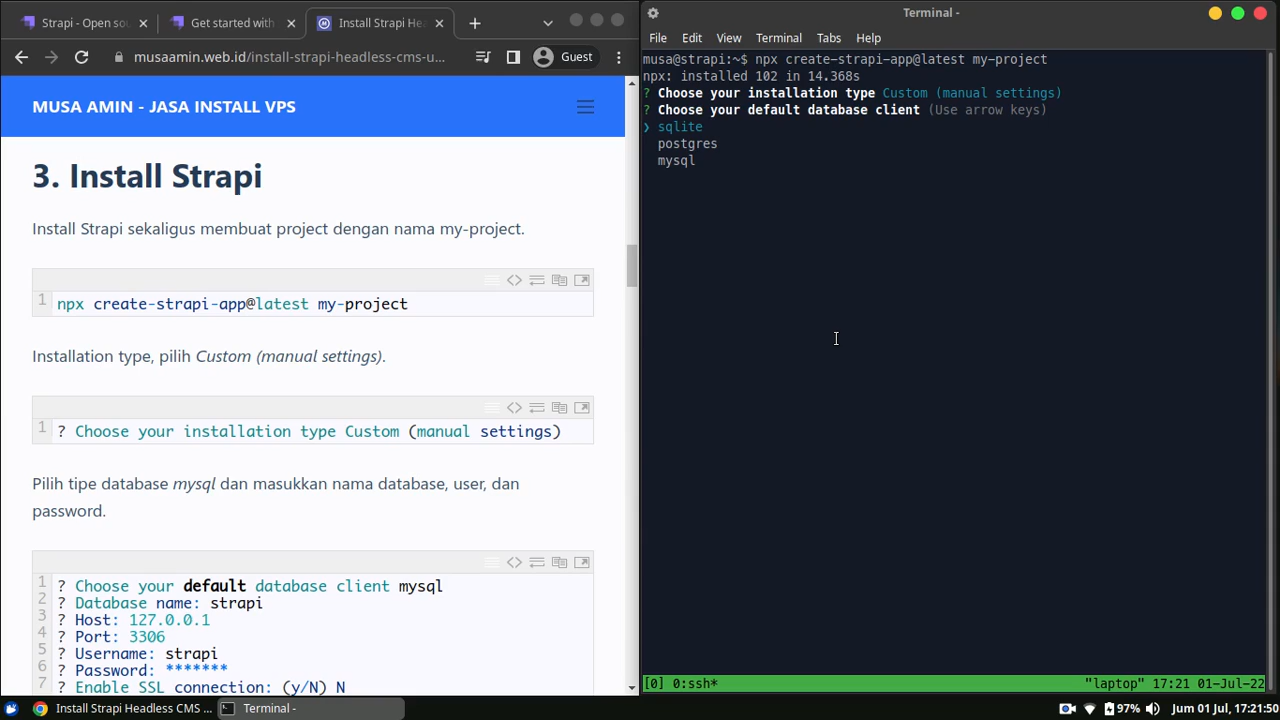 Strapi - Open sou
Get started with
Install Strapi Hea
musaamin.web.id/install-strapi-headless-cms-u...
Guest
MUSA AMIN - JASA INSTALL VPS
3. Install Strapi
Install Strapi sekaligus membuat project dengan nama my-project.
1 npx create-strapi-app@latest my-project
Installation type, pilih Custom (manual settings).
1 ? Choose your installation type Custom (manual settings)
Pilih tipe database mysql dan masukkan nama database, user, dan
password.
1 ? Choose your default database client mysql
2 ? Database name: strapi
3 ? Host: 127.0.0.1
4 ? Port: 3306
5 ? Username: strapi
6 ? Password: *******
7 ? Enable SSL connection: (y/N) N
Terminal -
File Edit View Terminal Tabs Help
musa@strapi:~$ npx create-strapi-app@latest my-project
npx: installed 102 in 14.368s
? Choose your installation type Custom (manual settings)
? Choose your default database client (Use arrow keys)
❯ sqlite
postgres
mysql
[0] 0:ssh* "laptop" 17:21 01-Jul-22
Install Strapi Headless CMS ...
Terminal -
97%
Jum 01 Jul, 17:21:50